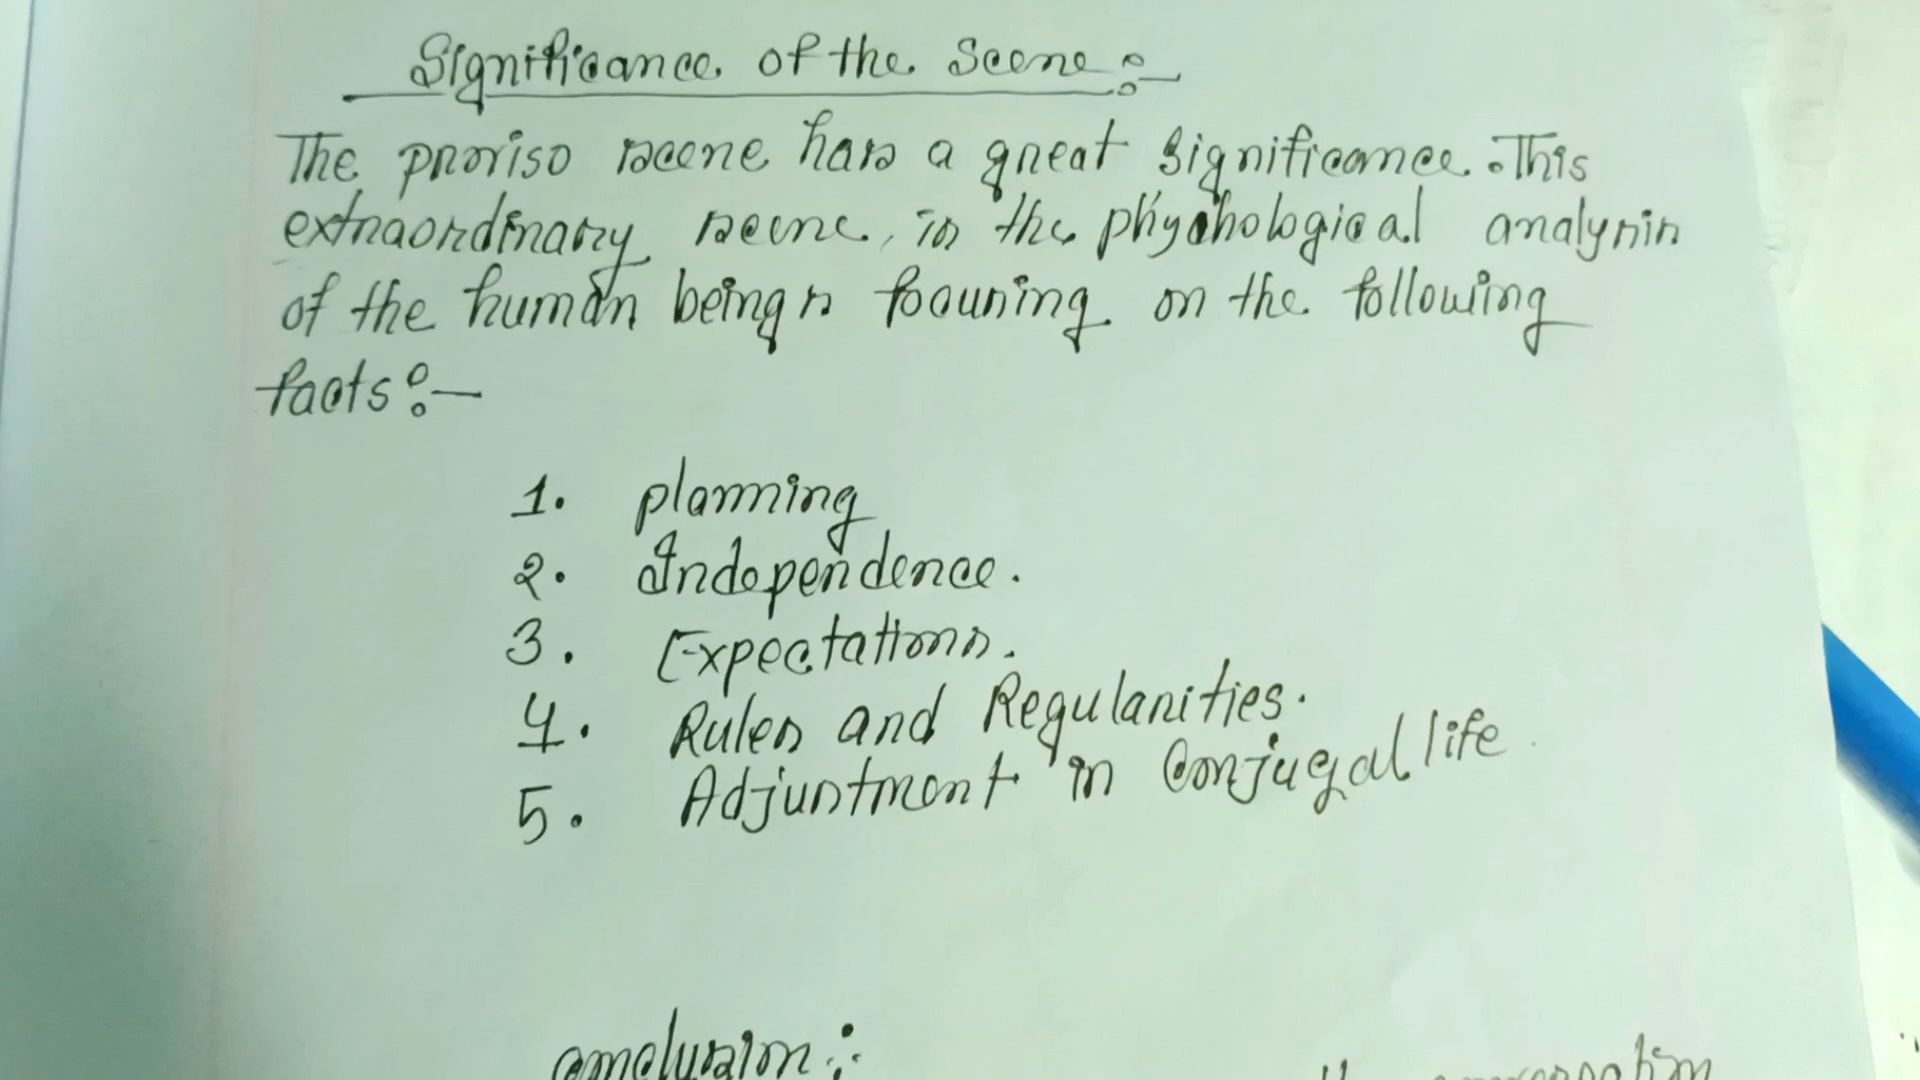 Significance of the Scene:-
The proviso scene has a great significance. This
extraordinary scene, is the phychological analysis
of the human beings focusing on the following
facts:-
1. planning
2. Independence.
3. Expectations.
4. Rules and Regularities.
5. Adjustment in Conjugal life.
Conclusion: